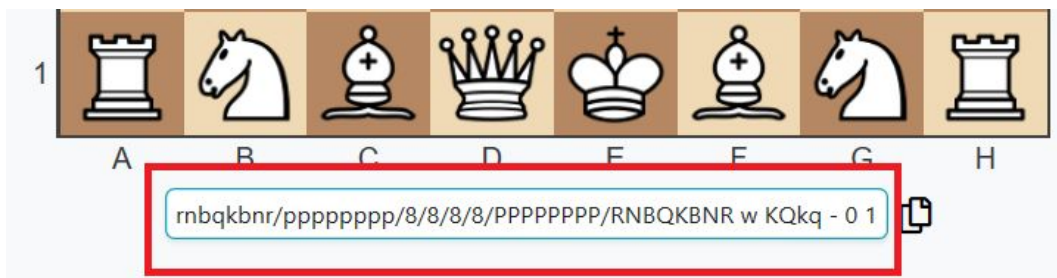 1
A B C D E F G H
rnbqkbnr/pppppppp/8/8/8/8/PPPPPPPP/RNBQKBNR w KQkq - 0 1